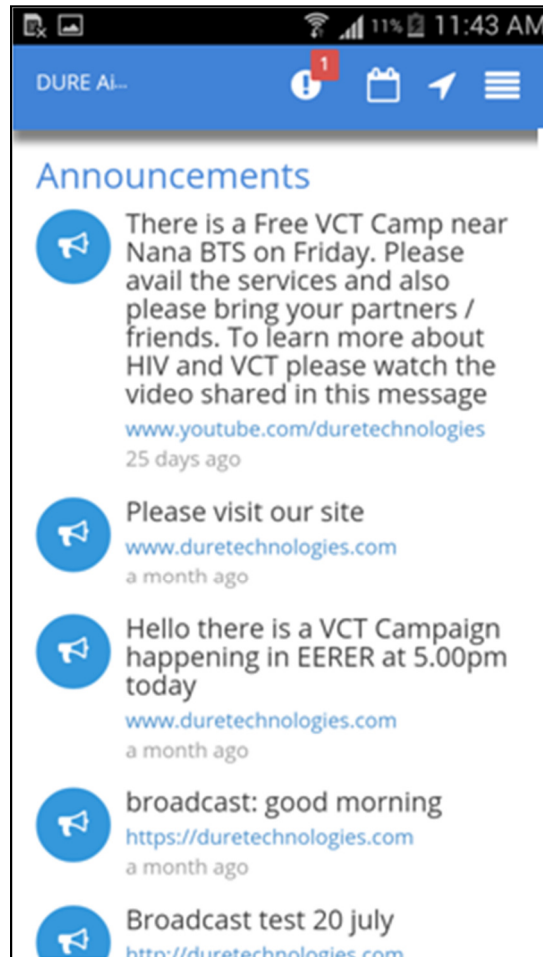 11% 11:43 AM
DURE Ai...
1
Announcements
There is a Free VCT Camp near
Nana BTS on Friday. Please
avail the services and also
please bring your partners /
friends. To learn more about
HIV and VCT please watch the
video shared in this message
www.youtube.com/duretechnologies
25 days ago
Please visit our site
www.duretechnologies.com
a month ago
Hello there is a VCT Campaign
happening in EERER at 5.00pm
today
www.duretechnologies.com
a month ago
broadcast: good morning
https://duretechnologies.com
a month ago
Broadcast test 20 july
http://duretechnologies.com